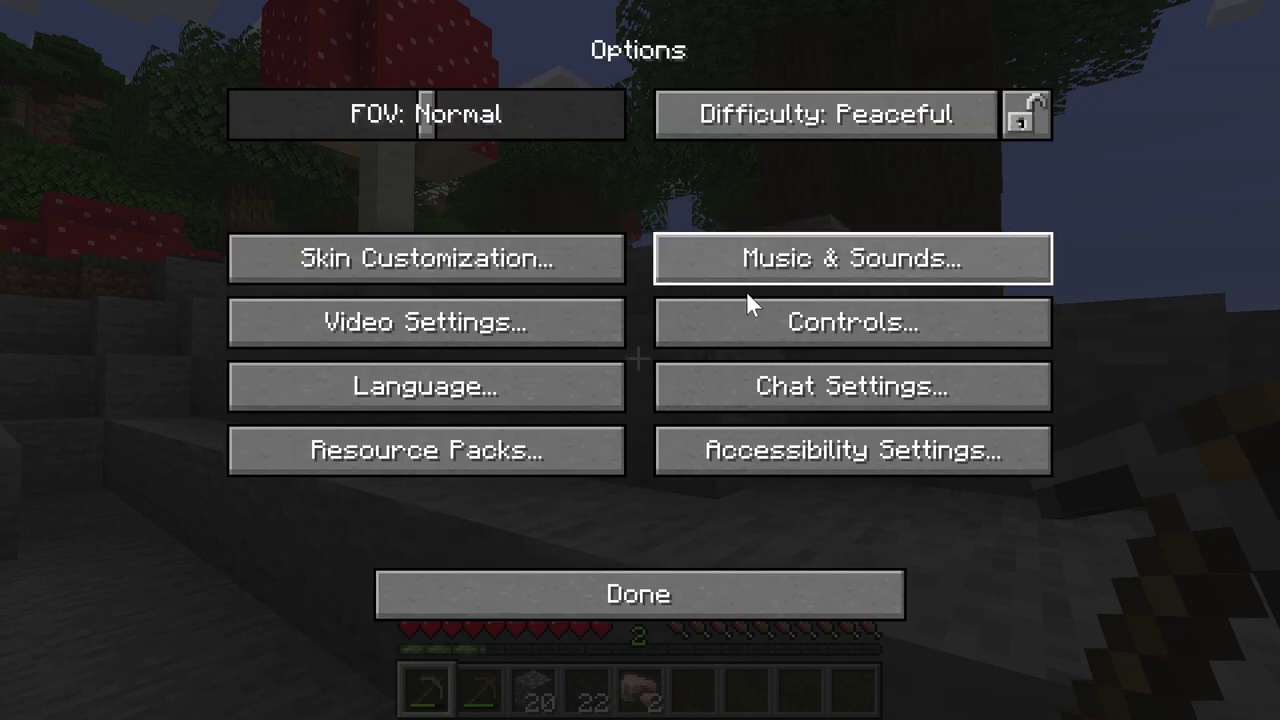 Options
FOV: Normal
Difficulty: Peaceful
Skin Customization...
Music & Sounds...
Video Settings...
Controls...
Language...
Chat Settings...
Resource Packs...
Accessibility Settings...
Done
2
20
22
2